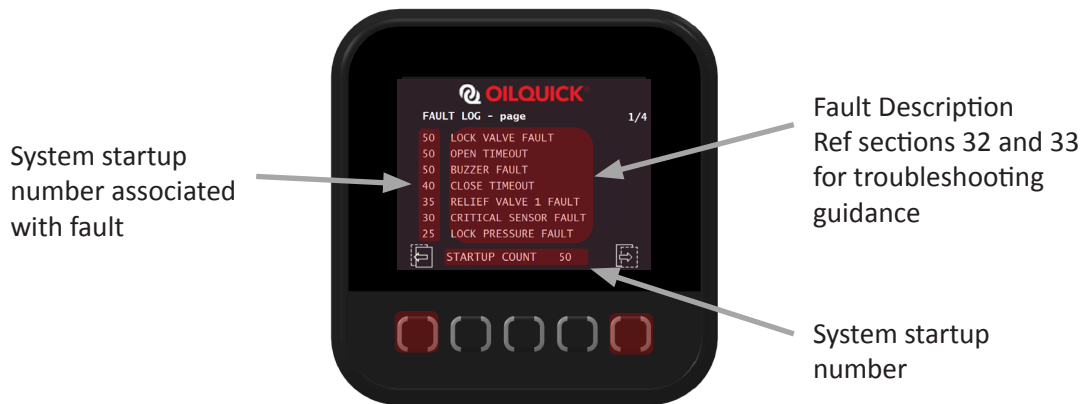 OILQUICK
FAULT LOG - page 1/4
50 LOCK VALVE FAULT
50 OPEN TIMEOUT
50 BUZZER FAULT
40 CLOSE TIMEOUT
35 RELIEF VALVE 1 FAULT
30 CRITICAL SENSOR FAULT
25 LOCK PRESSURE FAULT
STARTUP COUNT 50
System startup
number associated
with fault
Fault Description
Ref sections 32 and 33
for troubleshooting
guidance
System startup
number